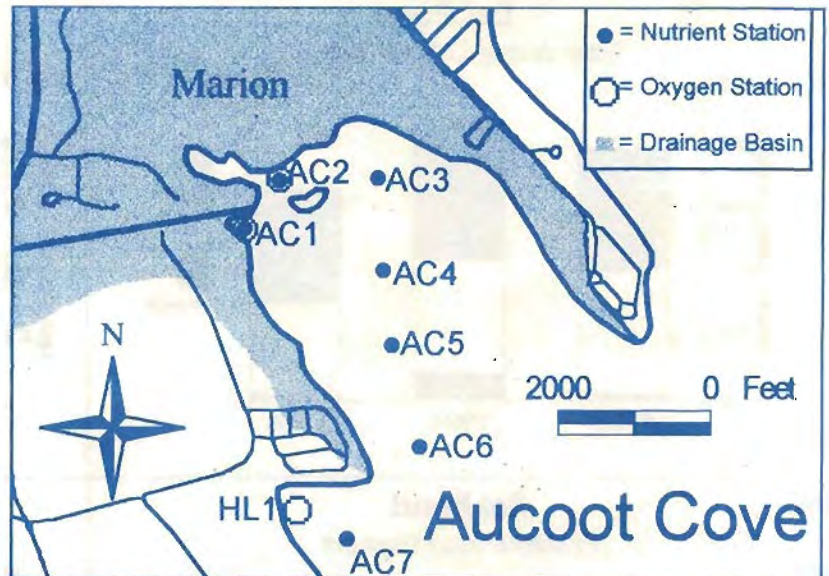 = Nutrient Station
= Oxygen Station
= Drainage Basin
Marion
AC2
AC3
AC1
AC4
N
AC5
2000 0 Feet
AC6
HL1
Aucoot Cove
AC7